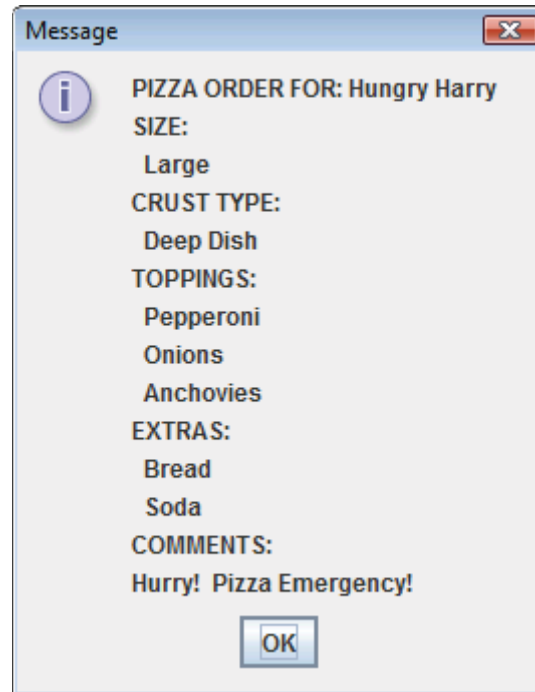 Message
PIZZA ORDER FOR: Hungry Harry
SIZE:
Large
CRUST TYPE:
Deep Dish
TOPPINGS:
Pepperoni
Onions
Anchovies
EXTRAS:
Bread
Soda
COMMENTS:
Hurry!  Pizza Emergency!
OK